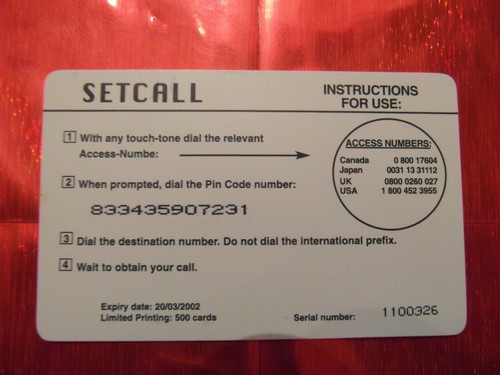 SETCALL
INSTRUCTIONS
FOR USE:
1 With any touch-tone dial the relevant
Access-Numbe:
ACCESS NUMBERS:
Canada 0 800 17604
Japan 0031 13 31112
UK 0800 0260 027
USA 1 800 452 3955
2 When prompted, dial the Pin Code number:
833435907231
3 Dial the destination number. Do not dial the international prefix.
4 Wait to obtain your call.
Expiry date: 20/03/2002
Limited Printing: 500 cards
Serial number: 1100326